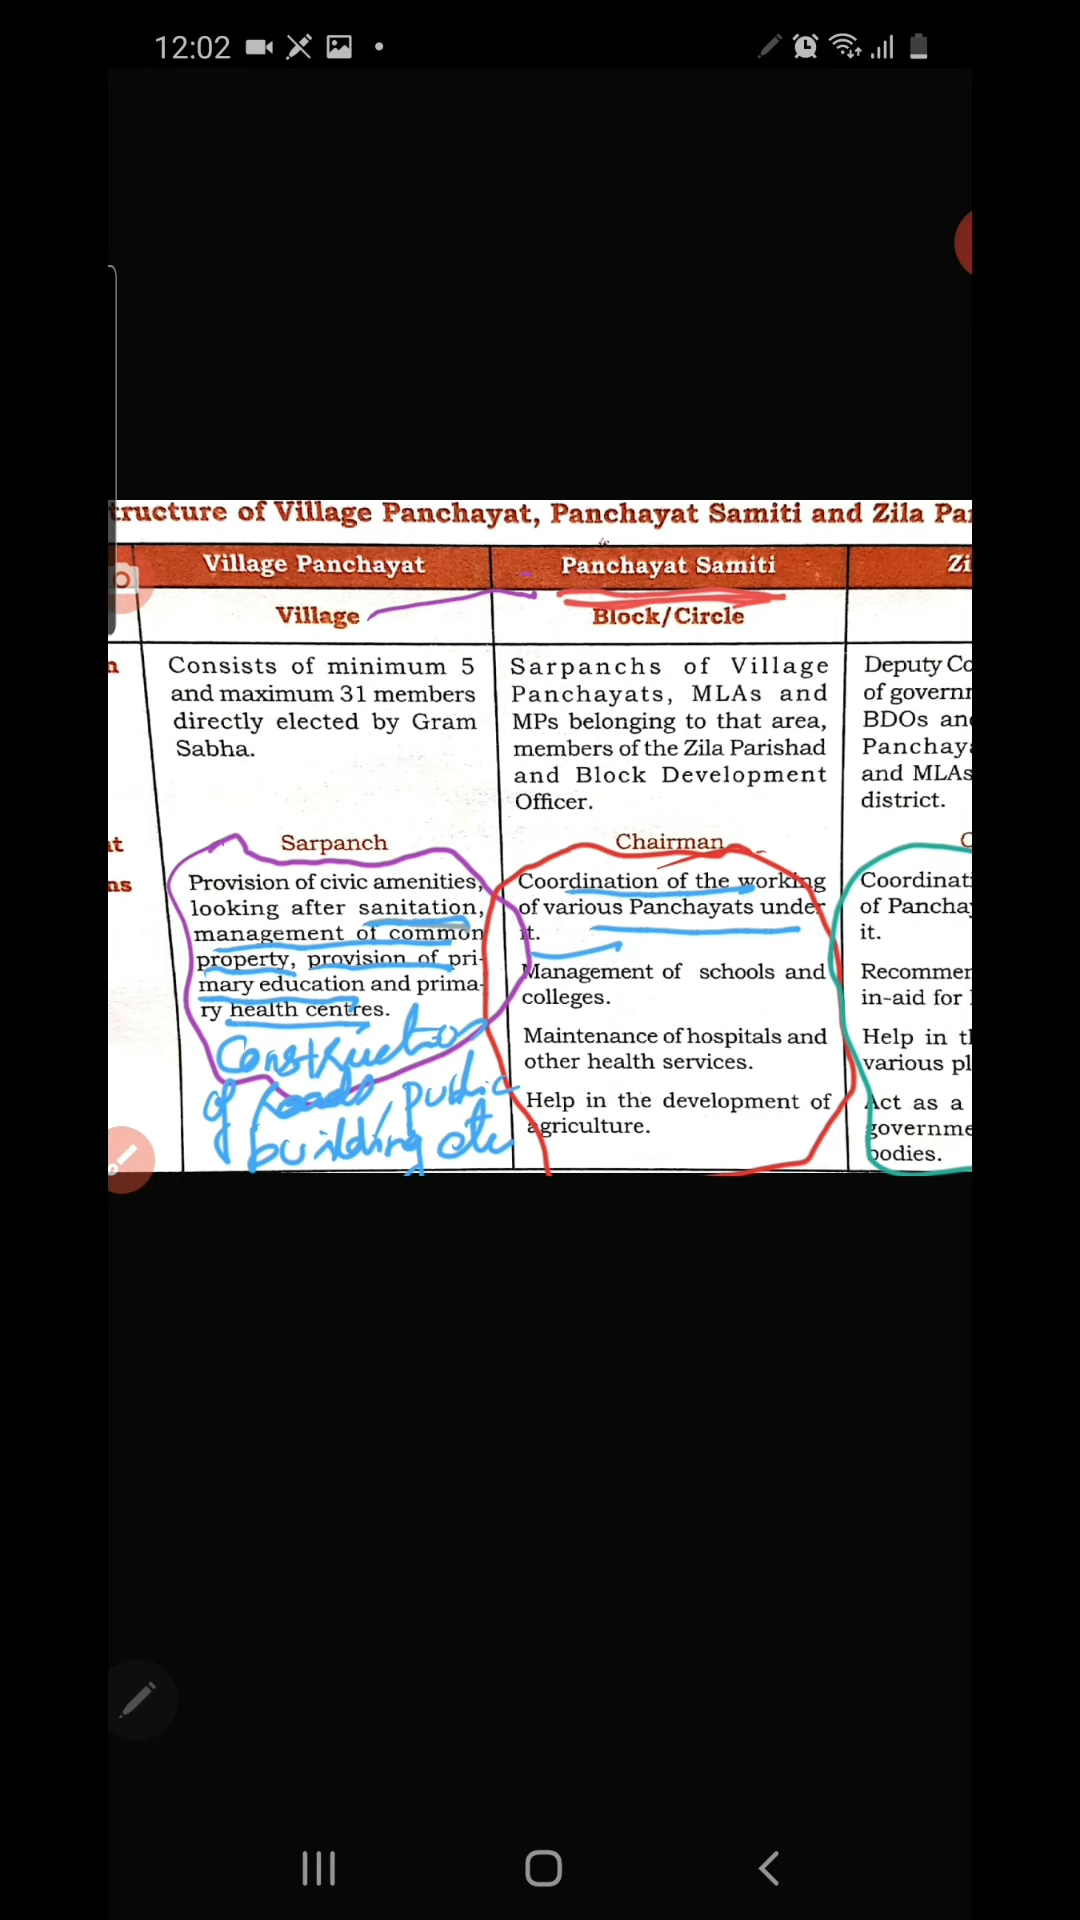 12:02
tructure of Village Panchayat, Panchayat Samiti and Zila Pa
Village Panchayat
Panchayat Samiti
Zi
Village
Block/Circle
Consists of minimum 5
and maximum 31 members
directly elected by Gram
Sabha.
Sarpanchs of Village
Panchayats, MLAs and
MPs belonging to that area,
members of the Zila Parishad
and Block Development
Officer.
Deputy Co
of governm
BDOs and
Panchaya
and MLAs
district.
Sarpanch
Chairman
C
ns
Provision of civic amenities,
looking after sanitation,
management of common
property, provision of pri-
mary education and prima-
ry health centres.
Construction
of roads, public
building etc
Coordination of the working
of various Panchayats under
it.
Management of schools and
colleges.
Maintenance of hospitals and
other health services.
Help in the development of
agriculture.
Coordinati
of Pancha
it.
Recommen
in-aid for
Help in th
various pl
Act as a
governme
bodies.